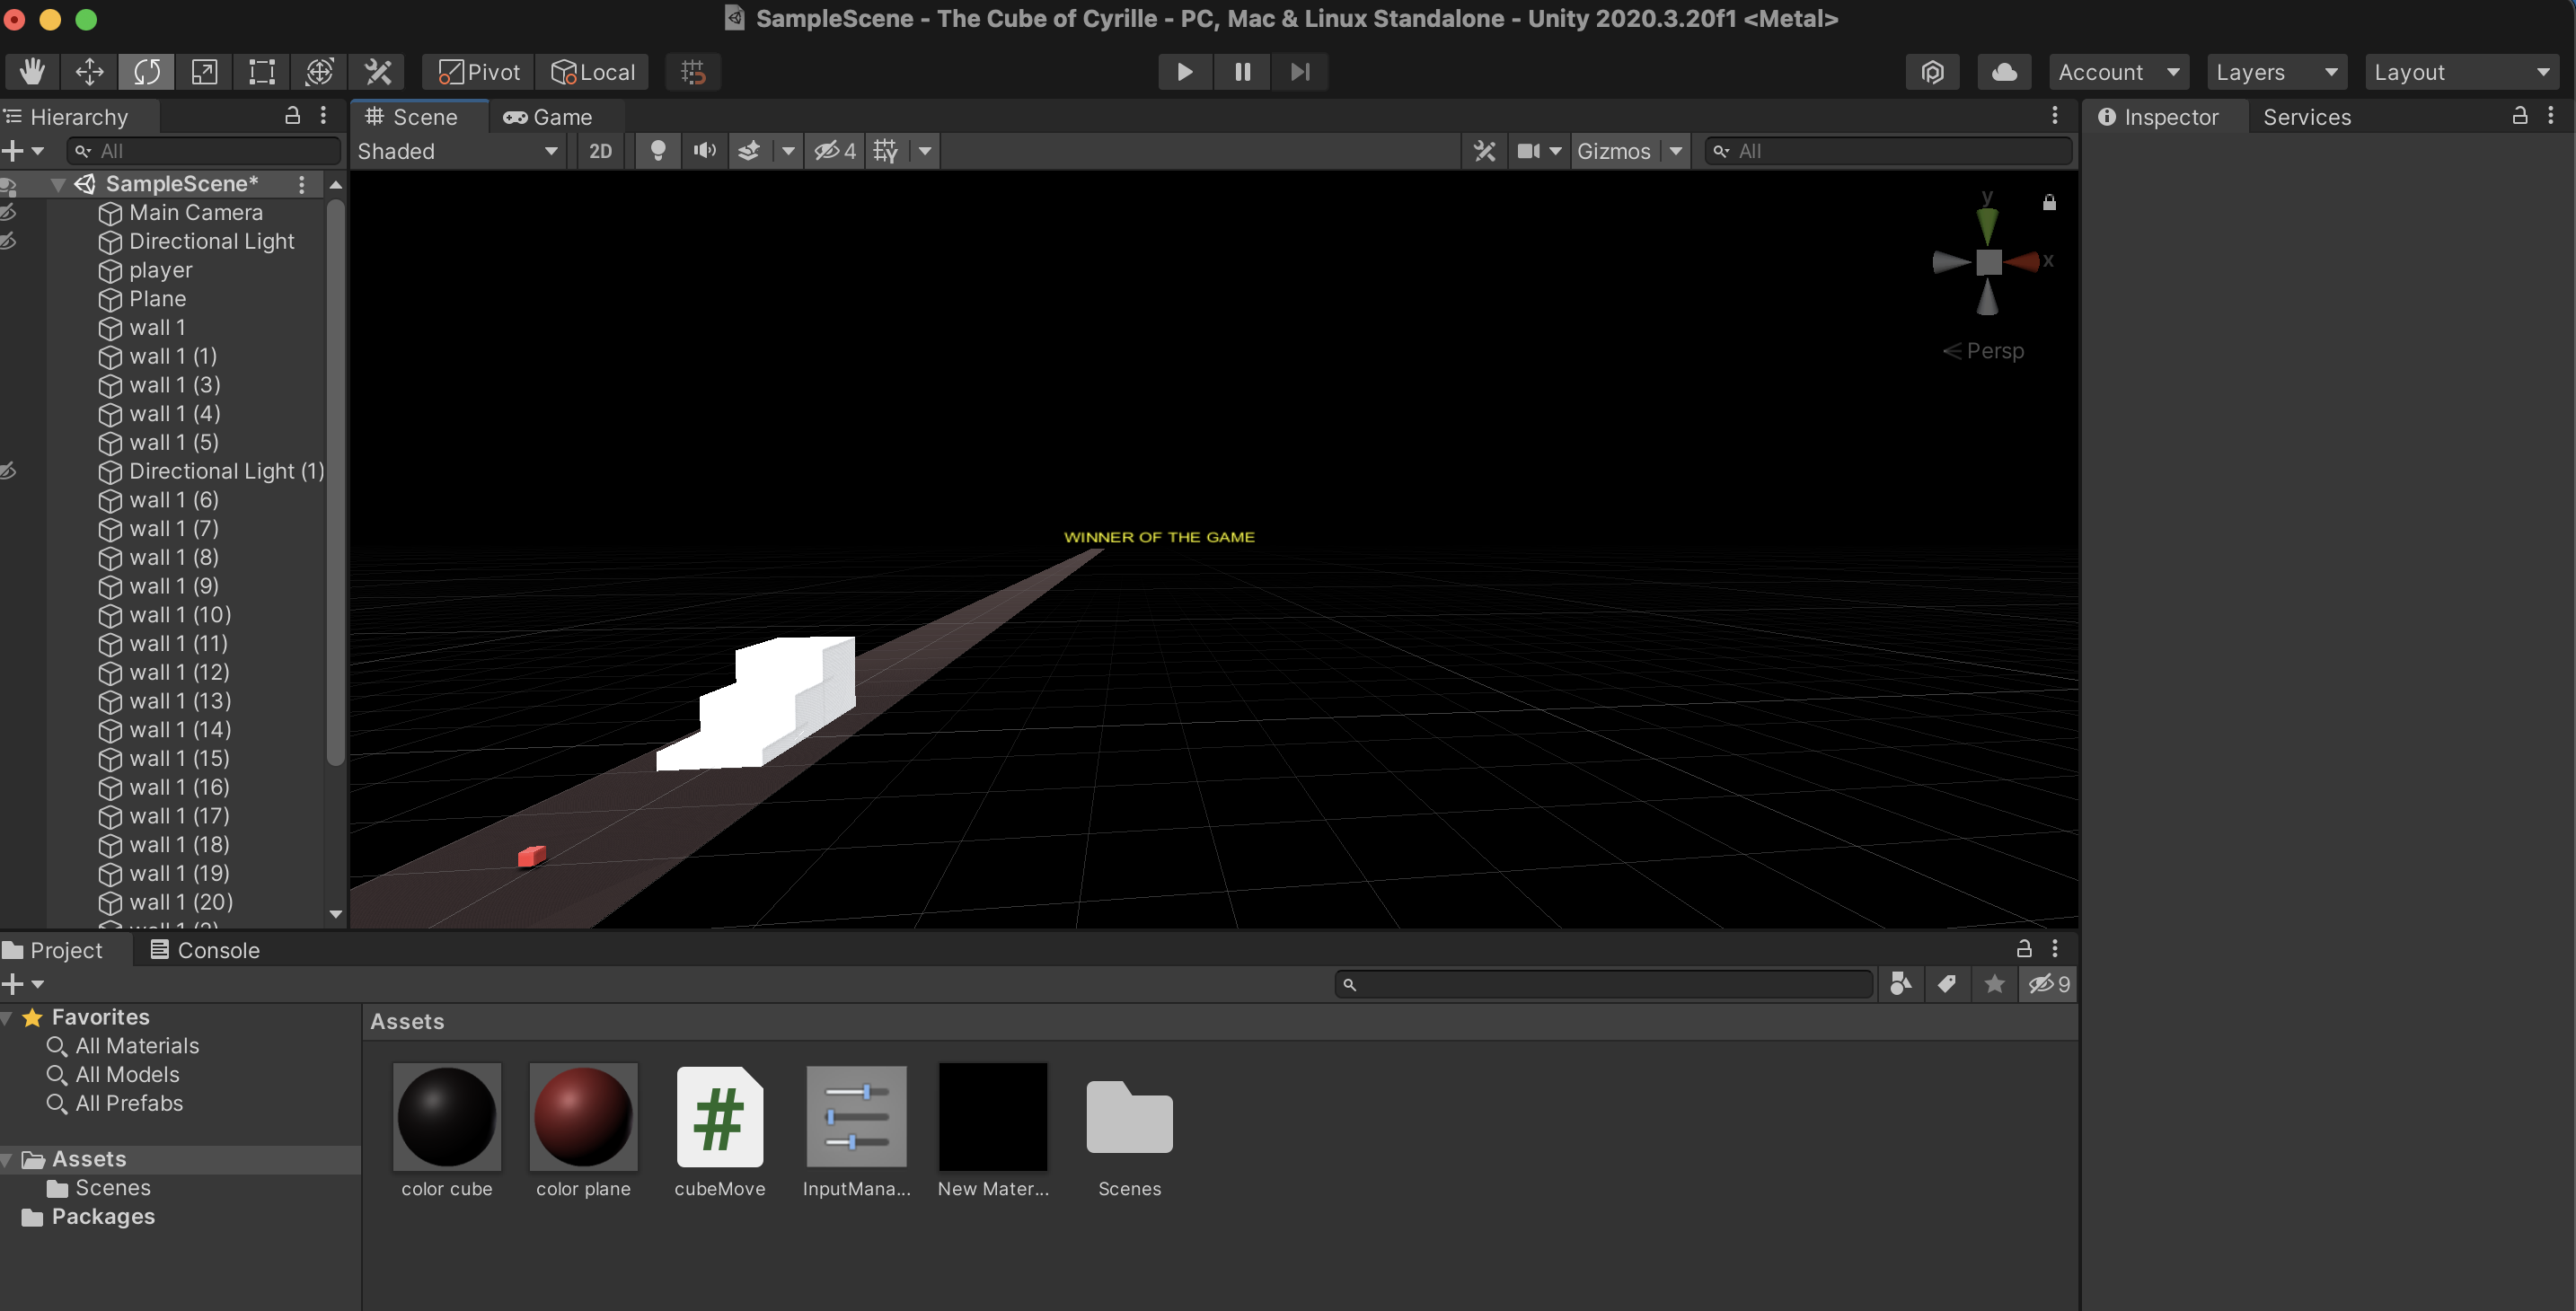 SampleScene - The Cube of Cyrille - PC, Mac & Linux Standalone - Unity 2020.3.20f1 <Metal>
Pivot
Local
Account
Layers
Layout
Hierarchy
Scene
Game
Inspector
Services
All
Shaded
2D
4
Gizmos
All
SampleScene*
Main Camera
Directional Light
player
Plane
wall 1
wall 1 (1)
wall 1 (3)
wall 1 (4)
wall 1 (5)
Directional Light (1)
wall 1 (6)
wall 1 (7)
wall 1 (8)
wall 1 (9)
wall 1 (10)
wall 1 (11)
wall 1 (12)
wall 1 (13)
wall 1 (14)
wall 1 (15)
wall 1 (16)
wall 1 (17)
wall 1 (18)
wall 1 (19)
wall 1 (20)
y
x
Persp
WINNER OF THE GAME
Project
Console
9
Favorites
All Materials
All Models
All Prefabs
Assets
Scenes
Packages
Assets
color cube
color plane
cubeMove
InputMana...
New Mater...
Scenes